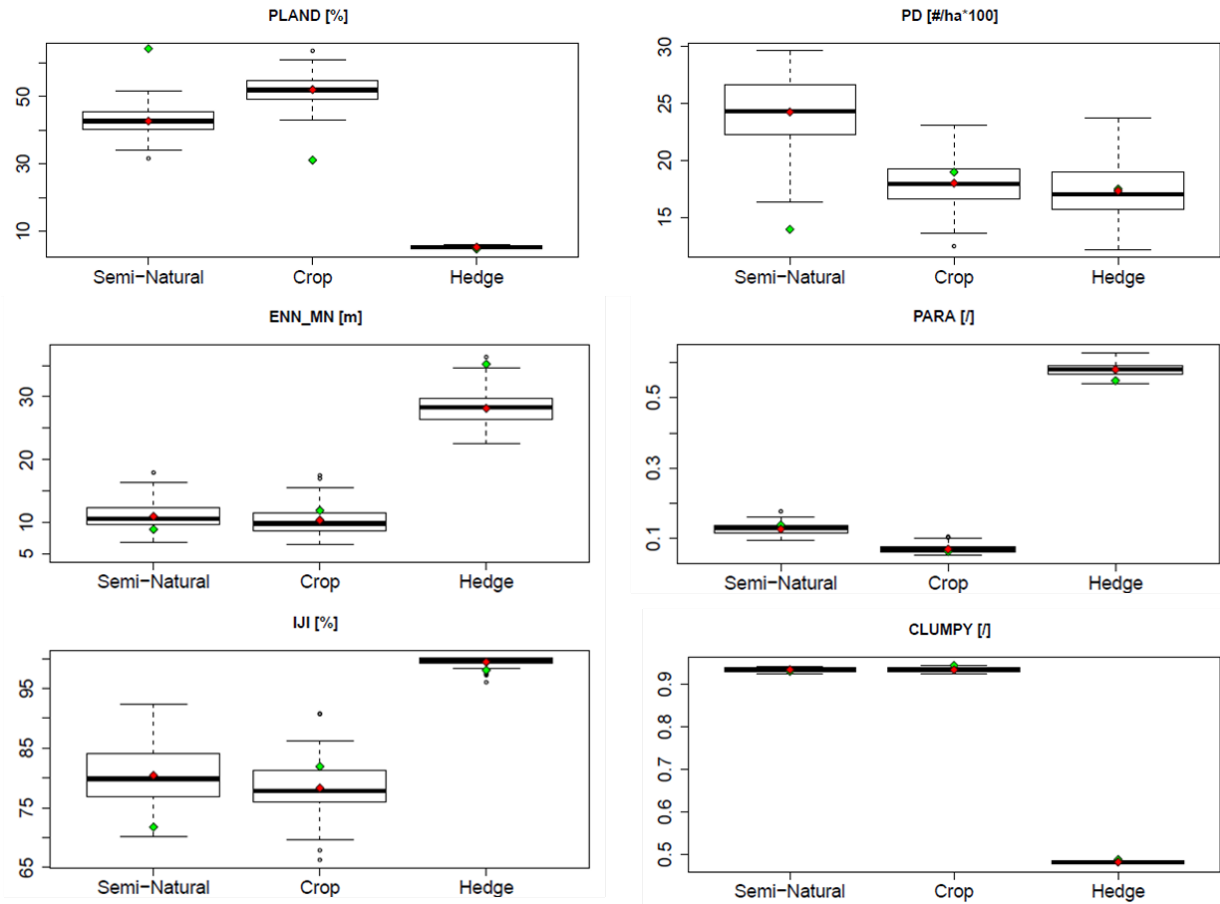 PLAND [%]
50
30
10
Semi−Natural
Crop
Hedge
PD [#/ha*100]
30
25
20
15
Semi−Natural
Crop
Hedge
ENN_MN [m]
30
20
10
5
Semi−Natural
Crop
Hedge
PARA [/]
0.5
0.3
0.1
Semi−Natural
Crop
Hedge
IJI [%]
95
85
75
65
Semi−Natural
Crop
Hedge
CLUMPY [/]
0.9
0.8
0.7
0.6
0.5
Semi−Natural
Crop
Hedge